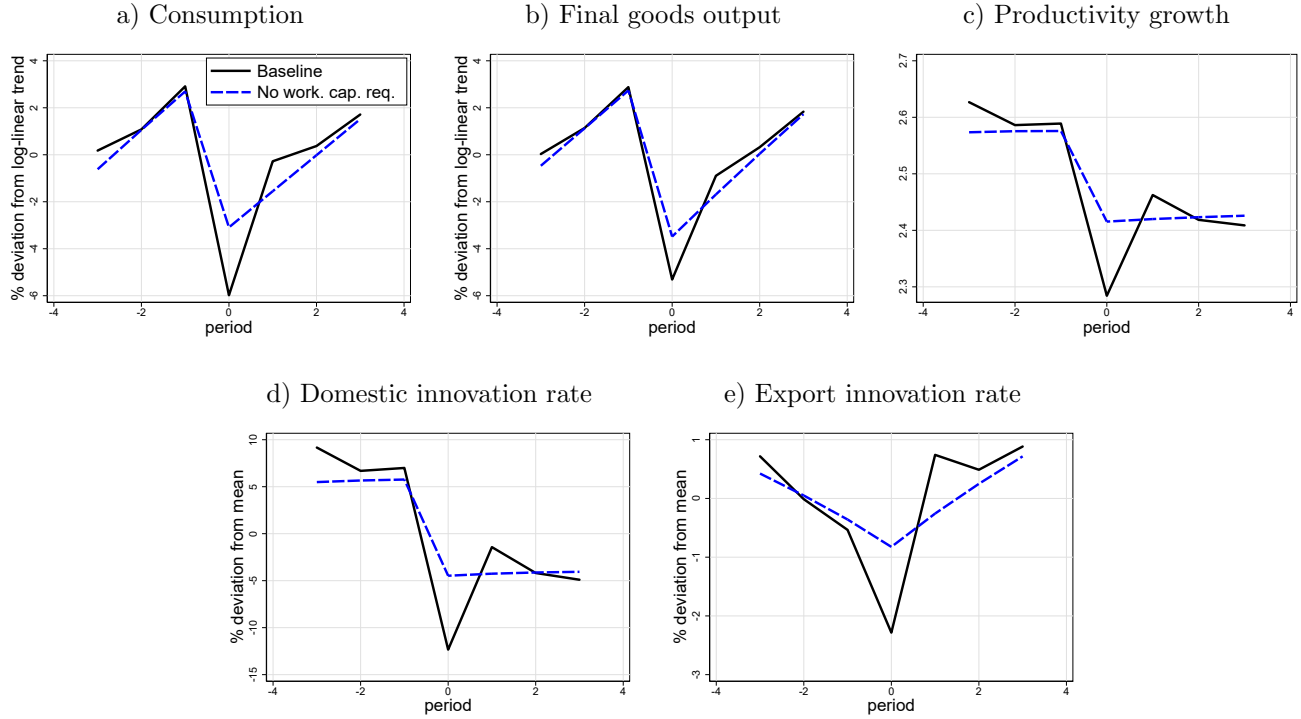 a) Consumption
b) Final goods output
c) Productivity growth
% deviation from log-linear trend
4
2
0
-2
-4
-6
Baseline
No work. cap. req.
-4 -2 0 2 4
period
% deviation from log-linear trend
4
2
0
-2
-4
-6
-4 -2 0 2 4
period
2.7
2.6
2.5
2.4
2.3
-4 -2 0 2 4
period
d) Domestic innovation rate
e) Export innovation rate
% deviation from mean
10
5
0
-5
-10
-15
-4 -2 0 2 4
period
% deviation from mean
1
0
-1
-2
-3
-4 -2 0 2 4
period